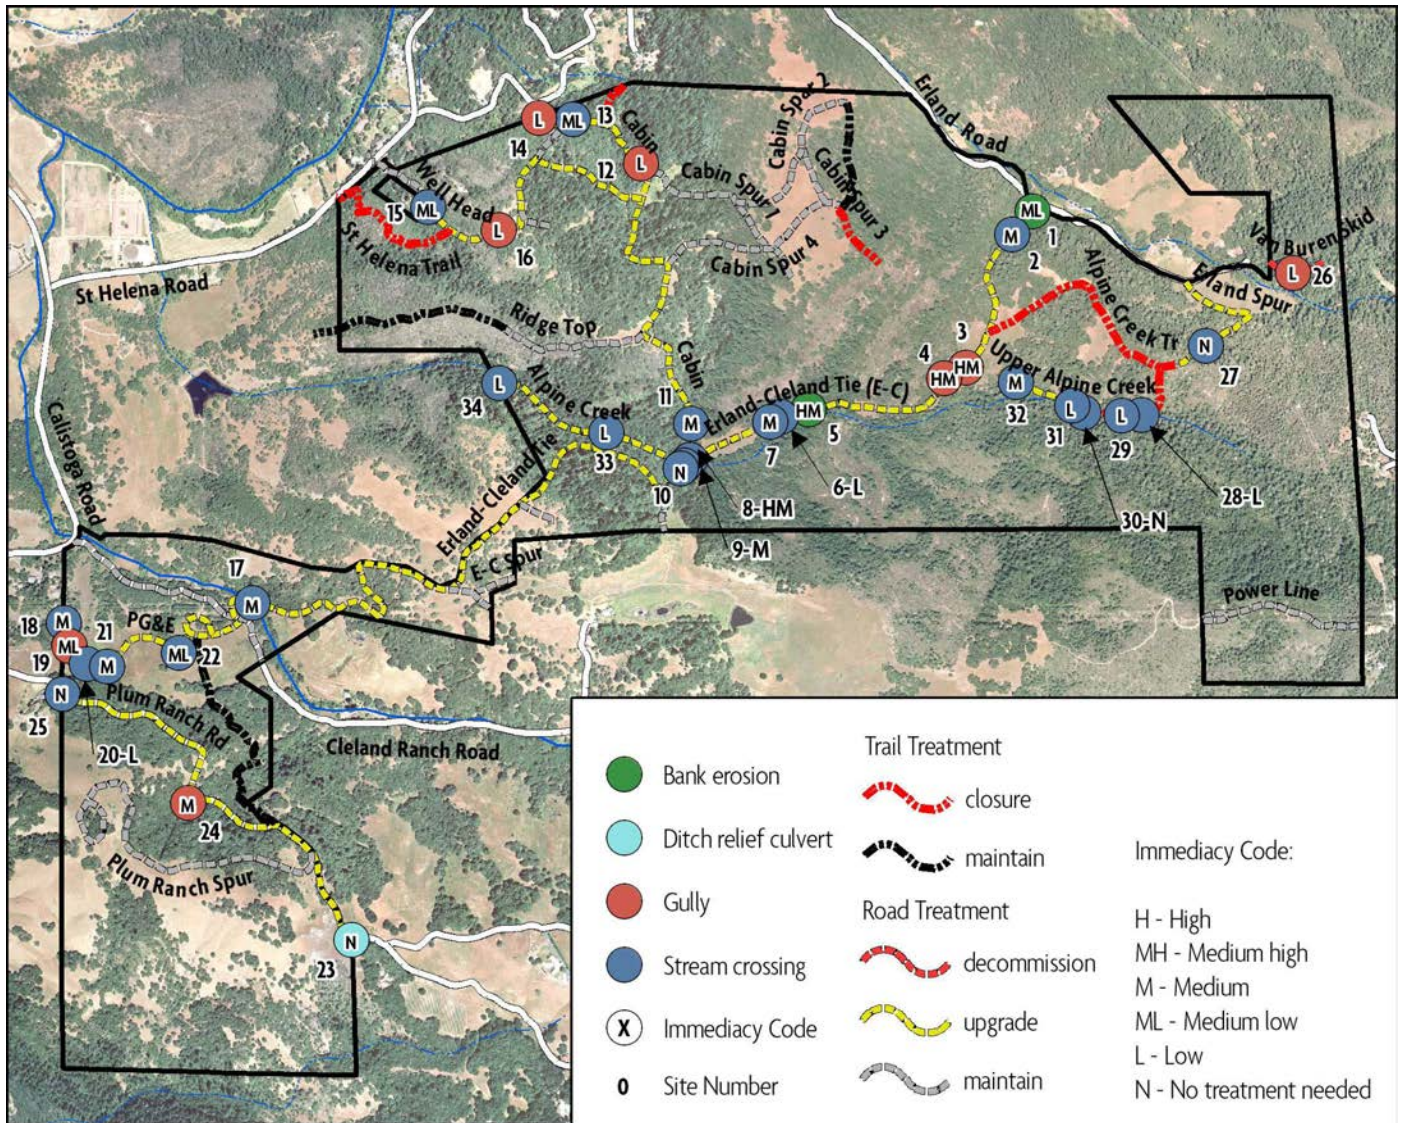 Cabin Spur 2
Erland Road
L
ML
13
Cabin
14
12
L
Cabin Spur 1
Cabin Spur 3
Well Head
15
ML
L
16
St Helena Trail
Cabin Spur 4
ML
1
M
2
Van Buren Skid
L
26
Erland Spur
Alpine Creek Tr
St Helena Road
Ridge Top
3
4
HM
HM
N
27
Upper Alpine Creek
Cabin
L
34
Alpine Creek
11
M
Erland-Cleland Tie (E-C)
M
7
HM
5
M
32
L
31
L
29
L
33
N
10
6-L
28-L
8-HM
30-N
9-M
Calistoga Road
Erland-Cleland Tie
E-C Spur
Power Line
17
M
18
M
PG&E
19
ML
21
M
ML
22
N
25
Plum Ranch Rd
20-L
Cleland Ranch Road
M
24
Plum Ranch Spur
N
23
Bank erosion
Ditch relief culvert
Gully
Stream crossing
X
Immediacy Code
0
Site Number
Trail Treatment
closure
maintain
Road Treatment
decommission
upgrade
maintain
Immediacy Code:
H - High
MH - Medium high
M - Medium
ML - Medium low
L - Low
N - No treatment needed